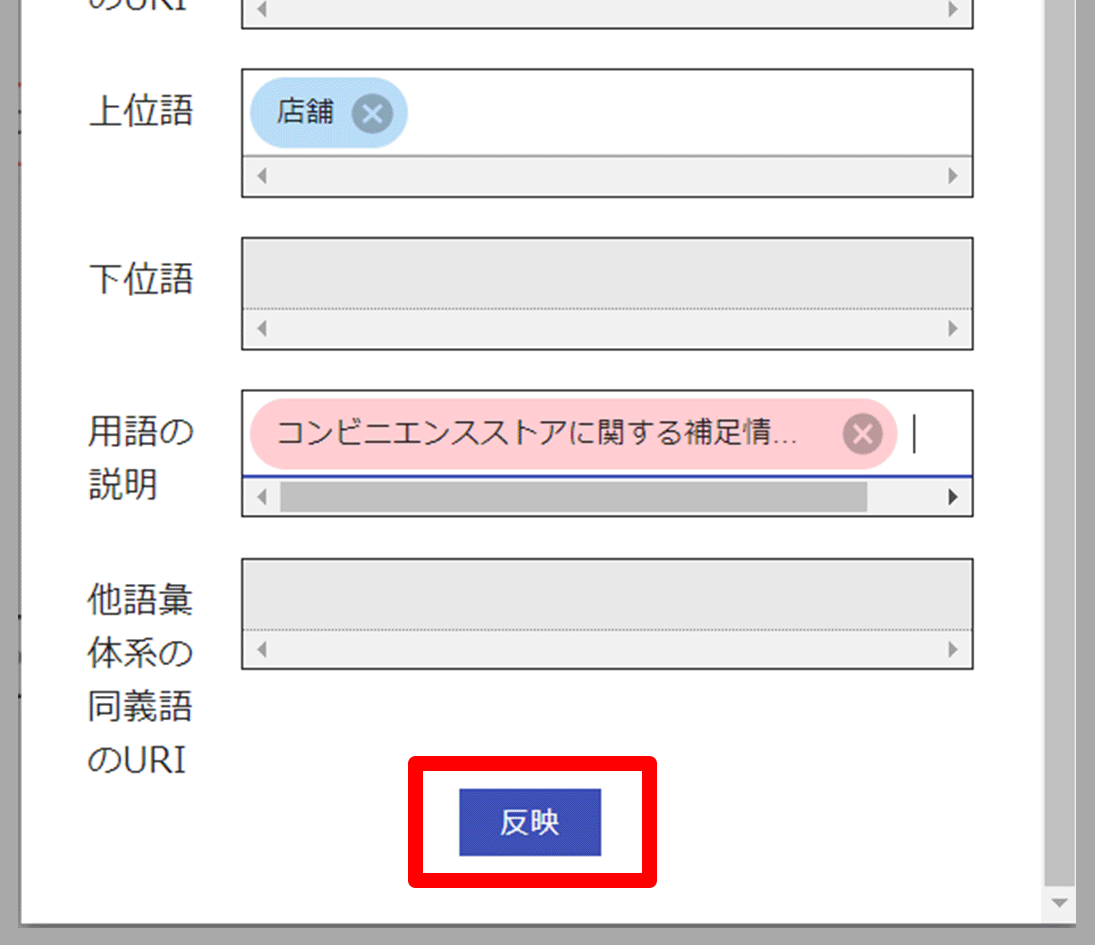 のURI
上位語
店舗
下位語
用語の
説明
コンビニエンスストアに関する補足情...
他語彙
体系の
同義語
のURI
反映